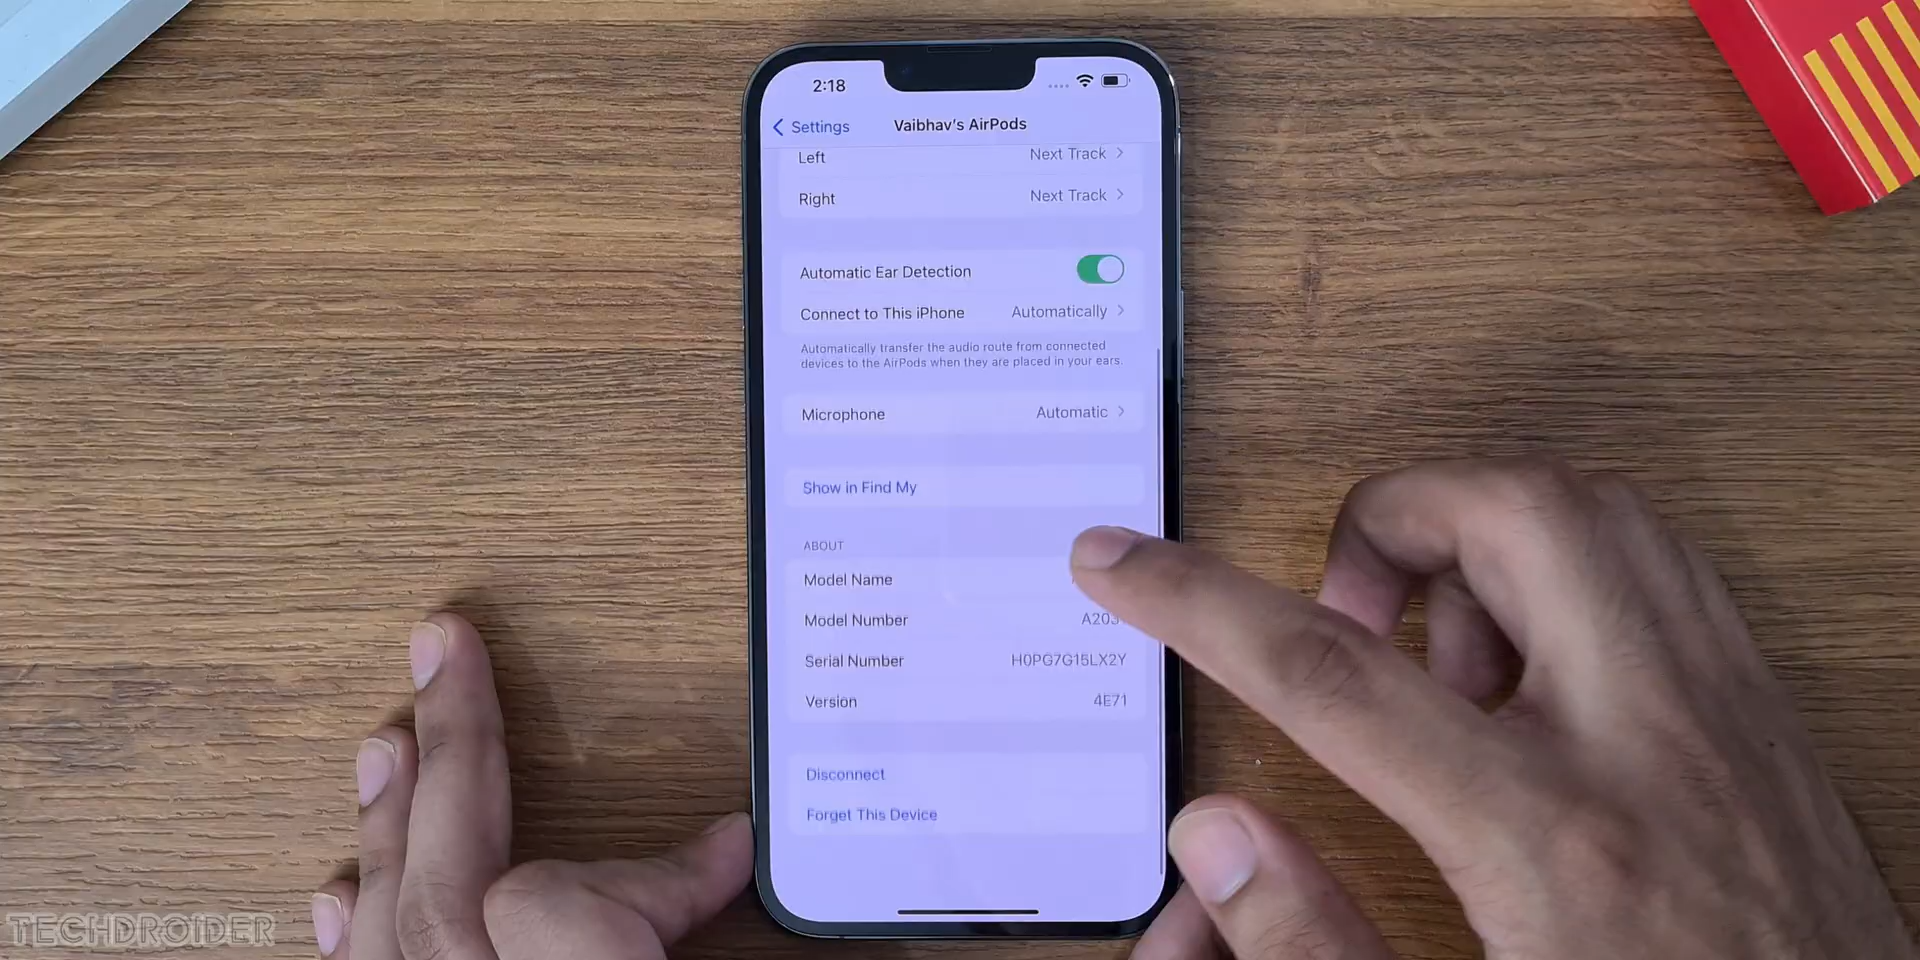 2:18
Settings
Vaibhav's AirPods
Left Next Track
Right Next Track
Automatic Ear Detection
Connect to This iPhone Automatically
Automatically transfer the audio route from connected
devices to the AirPods when they are placed in your ears.
Microphone Automatic
Show in Find My
ABOUT
Model Name
Model Number
Serial Number H0PG7G15LX2Y
Version 4E71
Disconnect
Forget This Device
TECHDROIDER